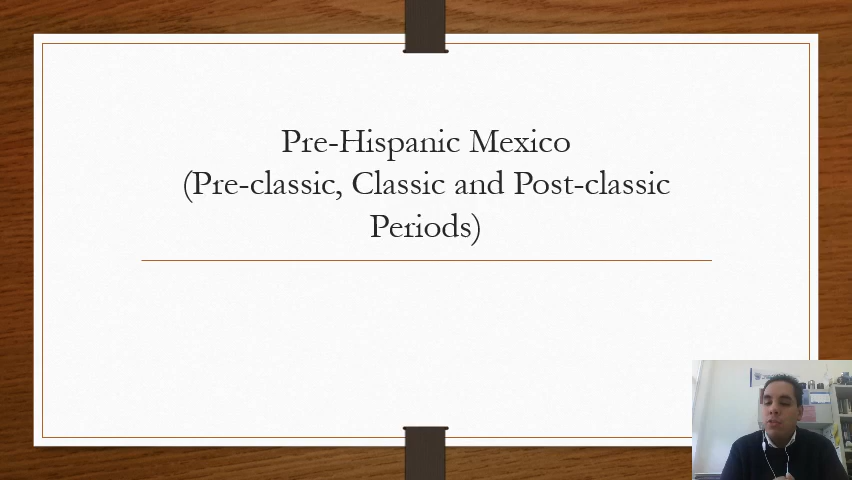 Pre-Hispanic Mexico
(Pre-classic, Classic and Post-classic
Periods)